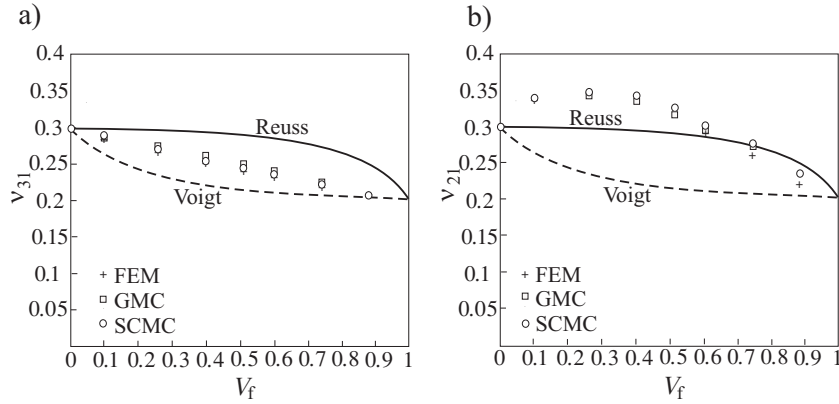 a)
0.4
0.3
0.25
0.2
0.15
0.1
0.05
ν31
Reuss
Voigt
+ FEM
□ GMC
○ SCMC
0 0.1 0.2 0.3 0.4 0.5 0.6 0.7 0.8 0.9 1
Vf
b)
0.4
0.35
0.3
0.25
0.2
0.15
0.1
0.05
ν21
Reuss
Voigt
+ FEM
□ GMC
○ SCMC
0 0.1 0.2 0.3 0.4 0.5 0.6 0.7 0.8 0.9 1
Vf